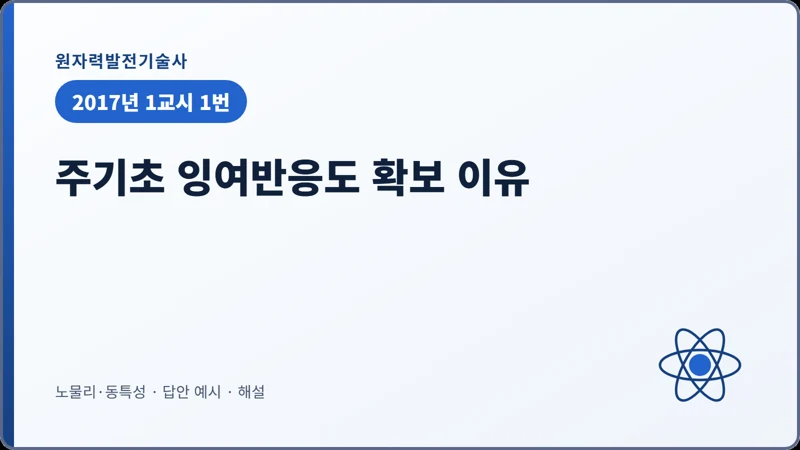 원자력발전기술사
2017년 1교시 1번
주기초 잉여반응도 확보 이유
노물리·동특성 · 답안 예시 · 해설